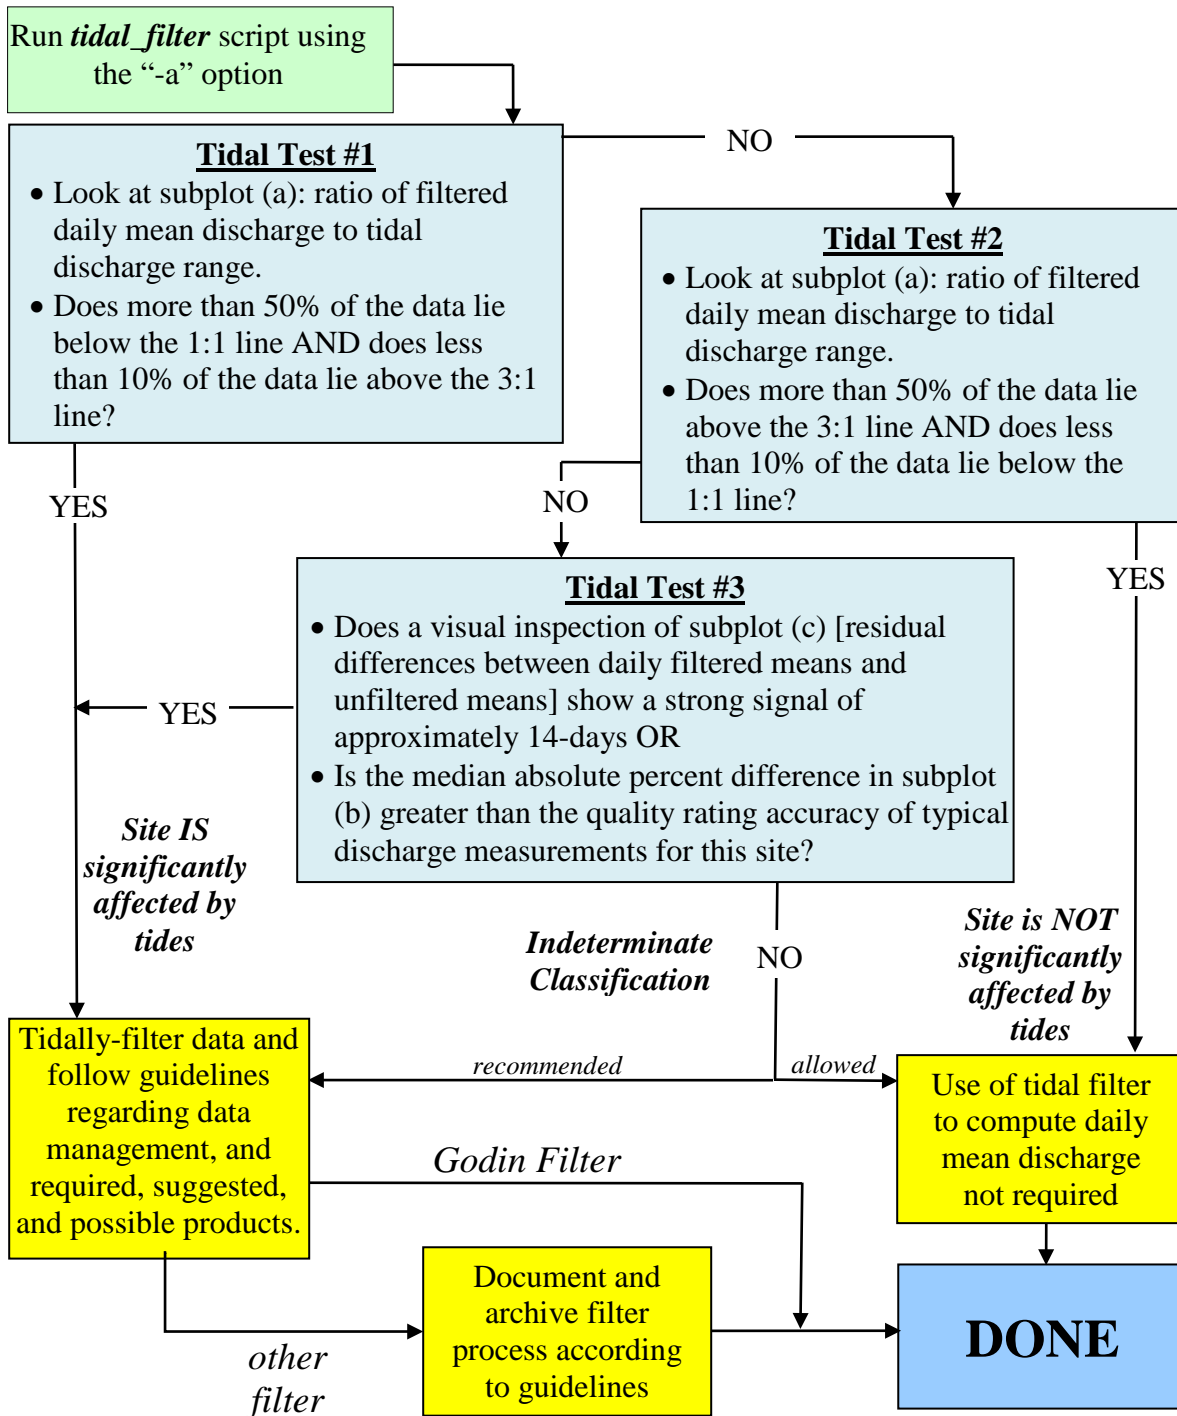 Run tidal_filter script using
the “-a” option
Tidal Test #1
• Look at subplot (a): ratio of filtered
daily mean discharge to tidal
discharge range.
• Does more than 50% of the data lie
below the 1:1 line AND does less
than 10% of the data lie above the 3:1
line?
NO
Tidal Test #2
• Look at subplot (a): ratio of filtered
daily mean discharge to tidal
discharge range.
• Does more than 50% of the data lie
above the 3:1 line AND does less
than 10% of the data lie below the
1:1 line?
YES
NO
YES
Tidal Test #3
• Does a visual inspection of subplot (c) [residual
differences between daily filtered means and
unfiltered means] show a strong signal of
approximately 14-days OR
• Is the median absolute percent difference in subplot
(b) greater than the quality rating accuracy of typical
discharge measurements for this site?
YES
Site IS
significantly
affected by
tides
Indeterminate
Classification
NO
Site is NOT
significantly
affected by
tides
recommended
allowed
Tidally-filter data and
follow guidelines
regarding data
management, and
required, suggested,
and possible products.
Use of tidal filter
to compute daily
mean discharge
not required
Godin Filter
other
filter
Document and
archive filter
process according
to guidelines
DONE